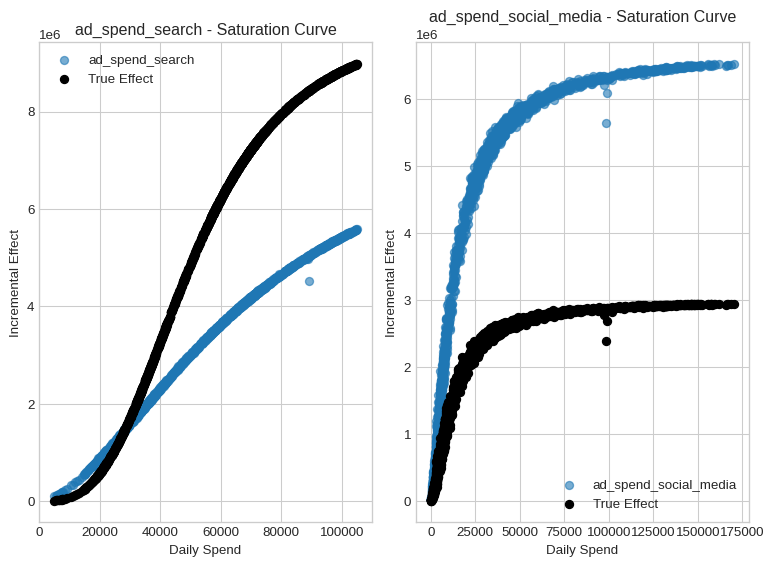 ad_spend_search - Saturation Curve
1e6
ad_spend_search
True Effect
8
6
4
2
0
Incremental Effect
0
20000
40000
60000
80000
100000
Daily Spend
ad_spend_social_media - Saturation Curve
1e6
6
5
4
3
2
1
0
Incremental Effect
ad_spend_social_media
True Effect
0
25000
50000
75000
100000
125000
150000
175000
Daily Spend